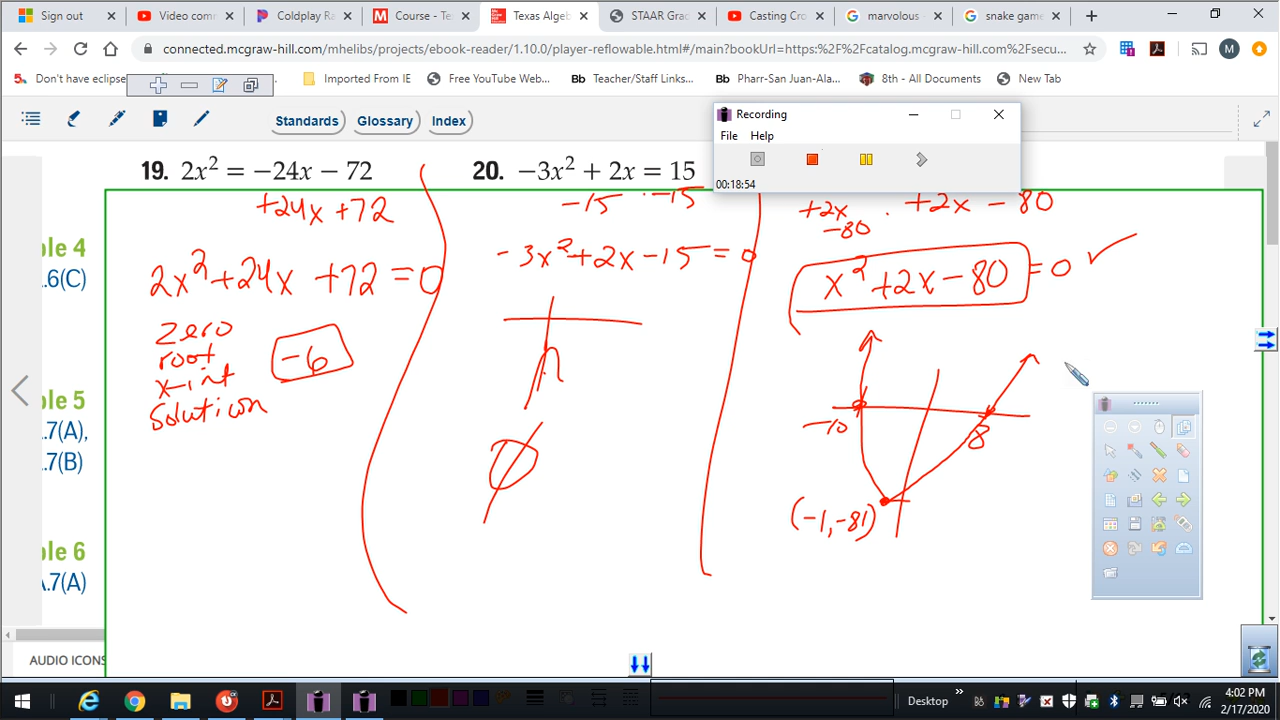 Sign out
Video comm
Coldplay Ra
Course - Te
Texas Algeb
STAAR Grad
Casting Cro
marvolous -
snake game
connected.mcgraw-hill.com/mhelibs/projects/ebook-reader/1.10.0/player-reflowable.html#/main?bookUrl=https:%2F%2Fcatalog.mcgraw-hill.com%2Fsecu...
M
Don't have eclipse
Imported From IE
Free YouTube Web...
Bb Teacher/Staff Links...
Bb Pharr-San Juan-Ala...
8th - All Documents
New Tab
Standards
Glossary
Index
Recording
File Help
00:18:54
19. 2x² = −24x − 72
+24x +72
2x²+24x +72 = 0
zero
root
x-int
solution
-6
20. −3x² + 2x = 15
-15 -15
-3x²+2x-15 = 0
∅
+2x +2x - 80
-80
x²+2x-80 = 0 ✓
-10
8
(-1,-81)
ple 4
.6(C)
ple 5
.7(A),
.7(B)
ple 6
A.7(A)
AUDIO ICONS
Desktop
4:02 PM
2/17/2020